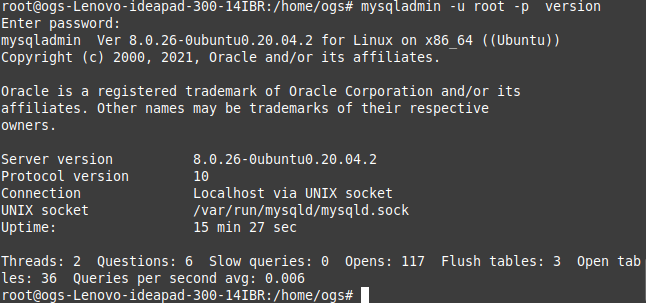 root@ogs-Lenovo-ideapad-300-14IBR:/home/ogs# mysqladmin -u root -p  version
Enter password:
mysqladmin  Ver 8.0.26-0ubuntu0.20.04.2 for Linux on x86_64 ((Ubuntu))
Copyright (c) 2000, 2021, Oracle and/or its affiliates.

Oracle is a registered trademark of Oracle Corporation and/or its
affiliates. Other names may be trademarks of their respective
owners.

Server version          8.0.26-0ubuntu0.20.04.2
Protocol version        10
Connection              Localhost via UNIX socket
UNIX socket             /var/run/mysqld/mysqld.sock
Uptime:                 15 min 27 sec

Threads: 2  Questions: 6  Slow queries: 0  Opens: 117  Flush tables: 3  Open tab
les: 36  Queries per second avg: 0.006
root@ogs-Lenovo-ideapad-300-14IBR:/home/ogs#